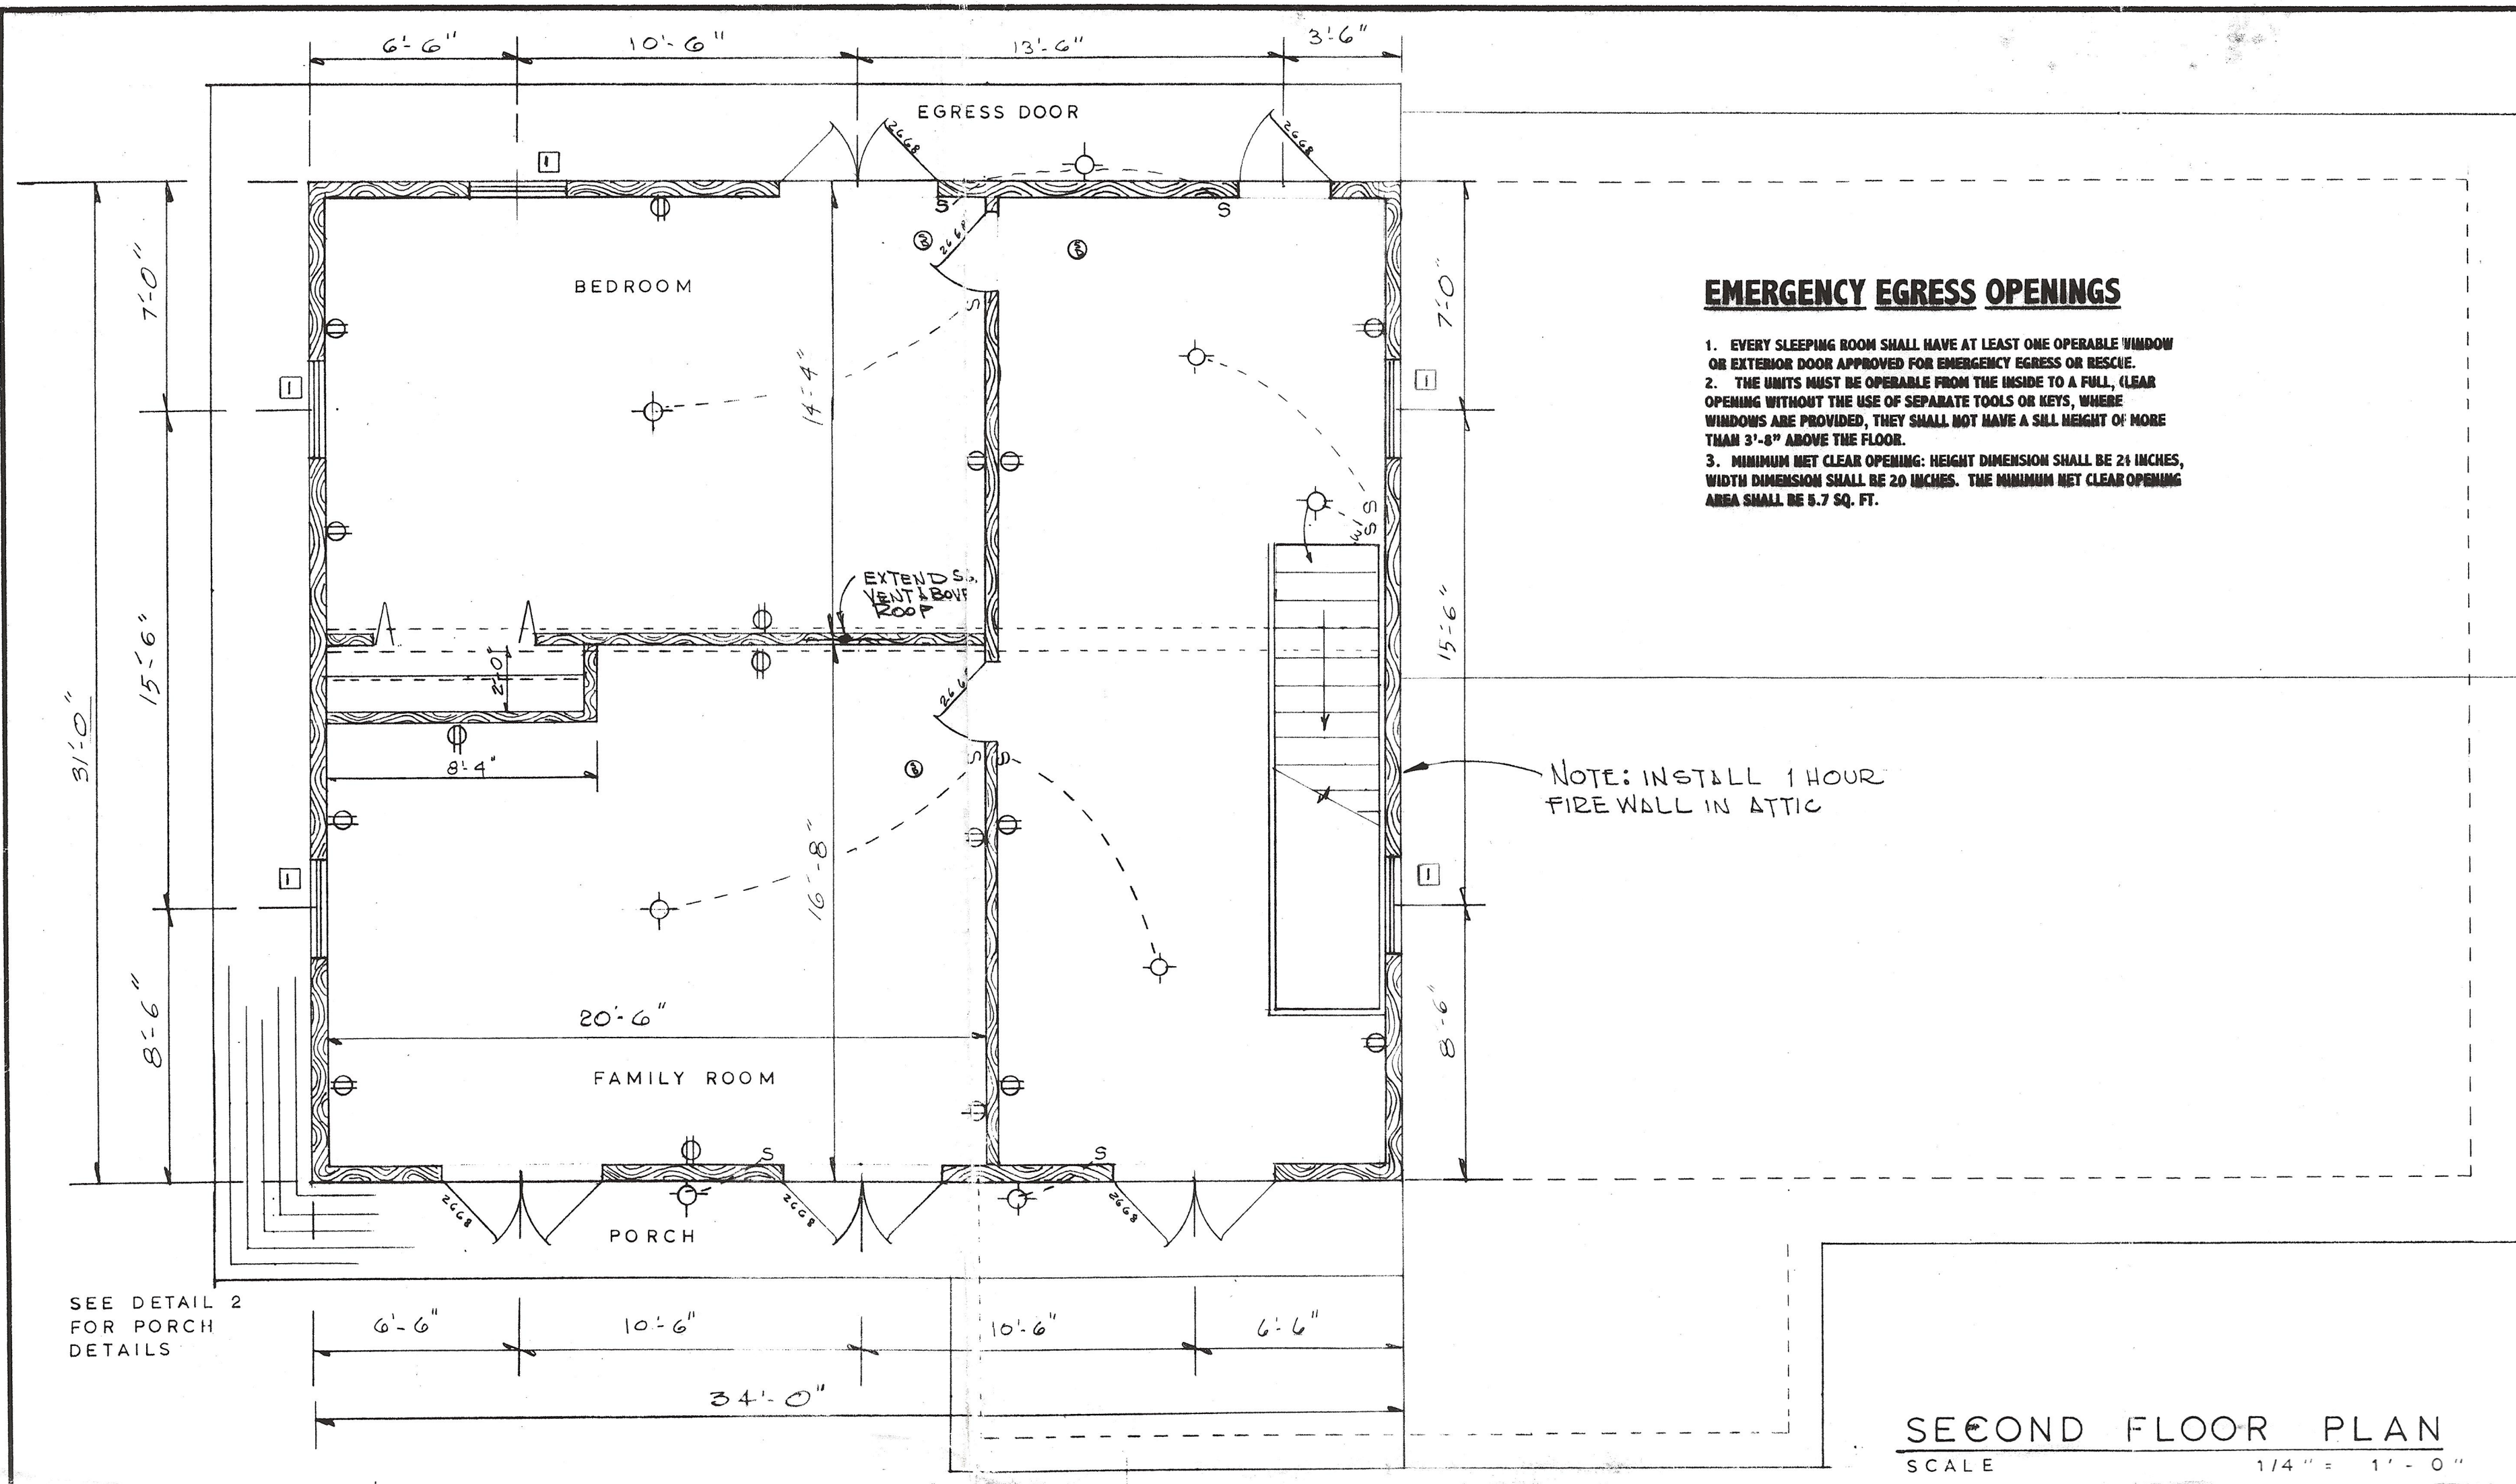 6'-6" 10'-6" 13'-6" 3'-6"
EGRESS DOOR
2668 2668
1
S S
2668
7'-0"
BEDROOM
7'-0"
S
EMERGENCY EGRESS OPENINGS
1. EVERY SLEEPING ROOM SHALL HAVE AT LEAST ONE OPERABLE WINDOW
OR EXTERIOR DOOR APPROVED FOR EMERGENCY EGRESS OR RESCUE.
2. THE UNITS MUST BE OPERABLE FROM THE INSIDE TO A FULL, CLEAR
OPENING WITHOUT THE USE OF SEPARATE TOOLS OR KEYS, WHERE
WINDOWS ARE PROVIDED, THEY SHALL NOT HAVE A SILL HEIGHT OF MORE
THAN 3'-8" ABOVE THE FLOOR.
3. MINIMUM NET CLEAR OPENING: HEIGHT DIMENSION SHALL BE 24 INCHES,
WIDTH DIMENSION SHALL BE 20 INCHES. THE MINIMUM NET CLEAR OPENING
AREA SHALL BE 5.7 SQ. FT.
1 1
14'-4"
S
S
EXTEND
VENT ABOVE
ROOF
15'-6" 15'-6"
2'-0"
31'-0"
8'-4"
S S
NOTE: INSTALL 1 HOUR
FIRE WALL IN ATTIC
1 1
16'-8"
8'-6" 8'-6"
20'-6"
FAMILY ROOM
S S
2668 2668 2668
PORCH
SEE DETAIL 2
FOR PORCH
DETAILS
6'-6" 10'-6" 10'-6" 6'-6"
34'-0"
SECOND FLOOR PLAN
SCALE 1/4" = 1'-0"